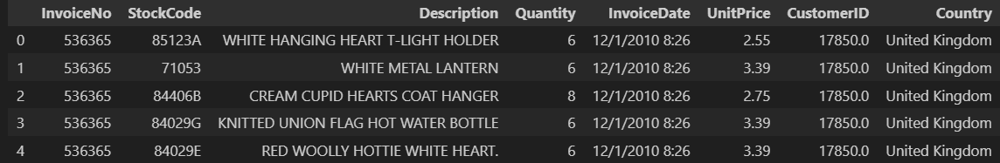 InvoiceNo StockCode Description Quantity InvoiceDate UnitPrice CustomerID Country
0 536365 85123A WHITE HANGING HEART T-LIGHT HOLDER 6 12/1/2010 8:26 2.55 17850.0 United Kingdom
1 536365 71053 WHITE METAL LANTERN 6 12/1/2010 8:26 3.39 17850.0 United Kingdom
2 536365 84406B CREAM CUPID HEARTS COAT HANGER 8 12/1/2010 8:26 2.75 17850.0 United Kingdom
3 536365 84029G KNITTED UNION FLAG HOT WATER BOTTLE 6 12/1/2010 8:26 3.39 17850.0 United Kingdom
4 536365 84029E RED WOOLLY HOTTIE WHITE HEART. 6 12/1/2010 8:26 3.39 17850.0 United Kingdom